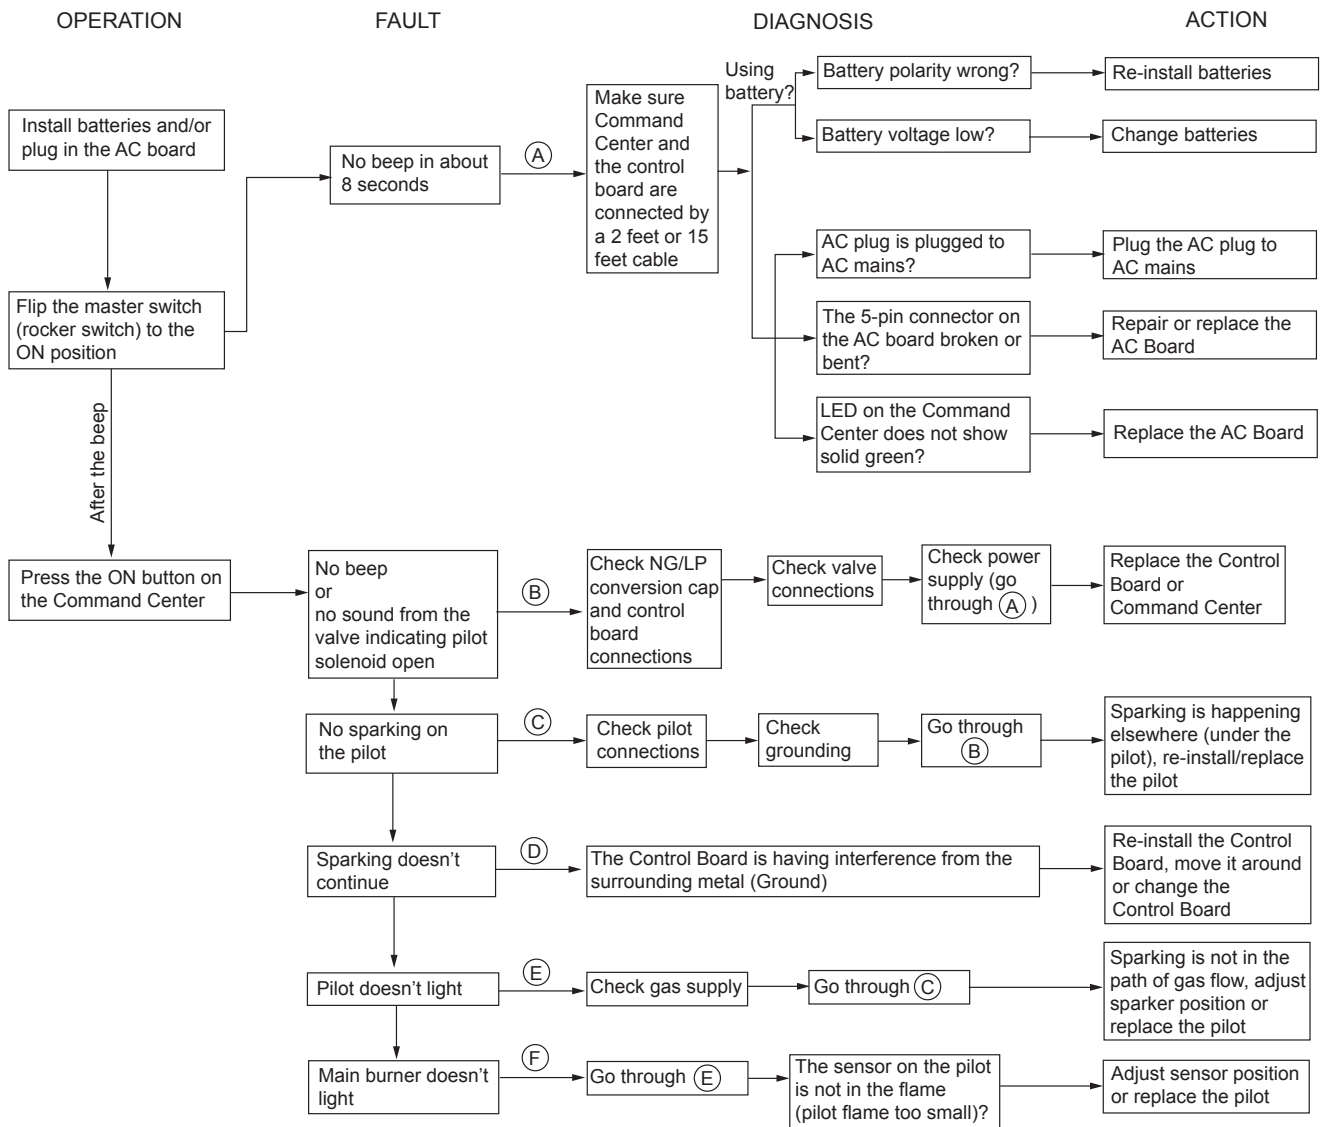 OPERATION
FAULT
DIAGNOSIS
ACTION
Install batteries and/or
plug in the AC board
Flip the master switch
(rocker switch) to the
ON position
After the beep
Press the ON button on
the Command Center
No beep in about
8 seconds
A
Make sure
Command
Center and
the control
board are
connected by
a 2 feet or 15
feet cable
Using
battery?
Battery polarity wrong?
Re-install batteries
Battery voltage low?
Change batteries
AC plug is plugged to
AC mains?
Plug the AC plug to
AC mains
The 5-pin connector on
the AC board broken or
bent?
Repair or replace the
AC Board
LED on the Command
Center does not show
solid green?
Replace the AC Board
No beep
or
no sound from the
valve indicating pilot
solenoid open
B
Check NG/LP
conversion cap
and control
board
connections
Check valve
connections
Check power
supply (go
through A )
Replace the Control
Board or
Command Center
No sparking on
the pilot
C
Check pilot
connections
Check
grounding
Go through
B
Sparking is happening
elsewhere (under the
pilot), re-install/replace
the pilot
Sparking doesn't
continue
D
The Control Board is having interference from the
surrounding metal (Ground)
Re-install the Control
Board, move it around
or change the
Control Board
Pilot doesn't light
E
Check gas supply
Go through C
Sparking is not in the
path of gas flow, adjust
sparker position or
replace the pilot
Main burner doesn't
light
F
Go through E
The sensor on the pilot
is not in the flame
(pilot flame too small)?
Adjust sensor position
or replace the pilot